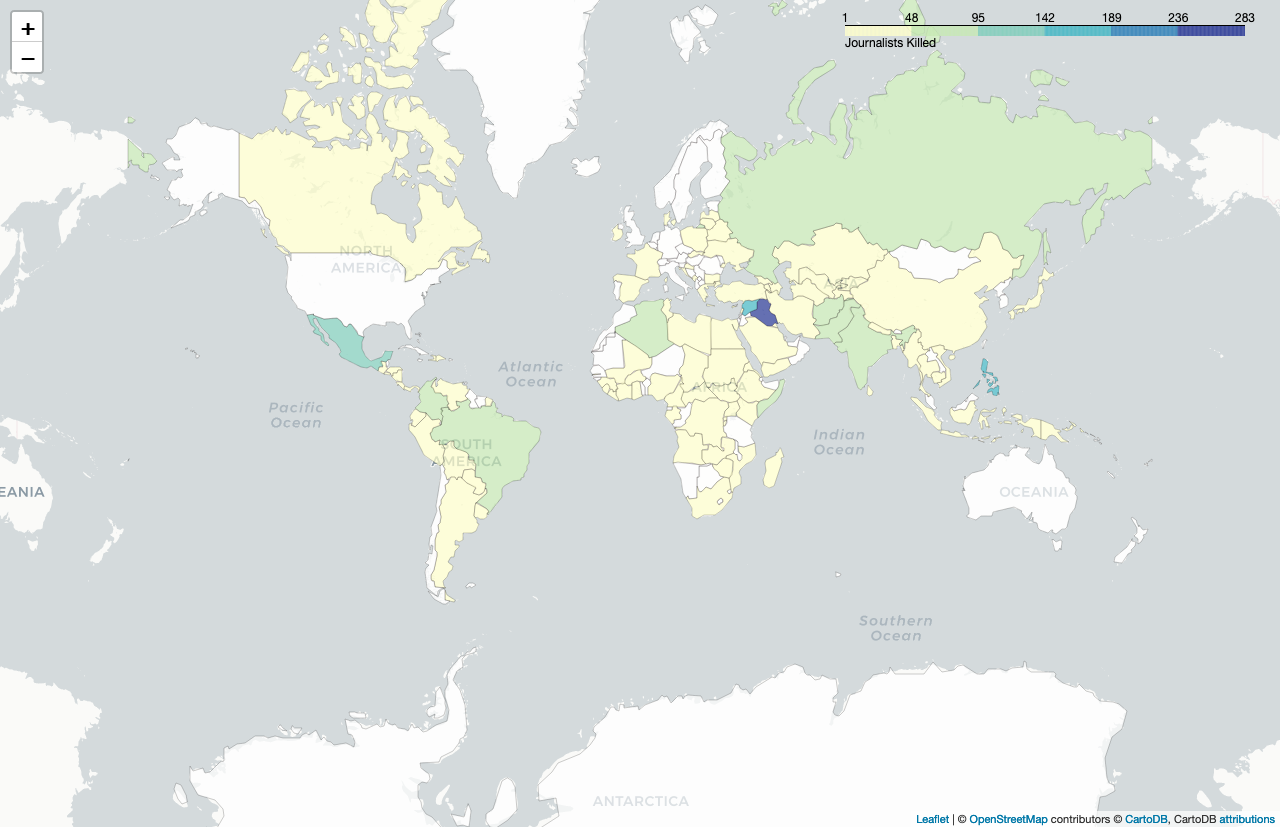 +
−
1 48 95 142 189 236 283
Journalists Killed
NORTH
AMERICA
ASIA
Atlantic
Ocean
AFRICA
Pacific
Ocean
SOUTH
AMERICA
Indian
Ocean
EANIA
OCEANIA
Southern
Ocean
ANTARCTICA
Leaflet | © OpenStreetMap contributors © CartoDB, CartoDB attributions